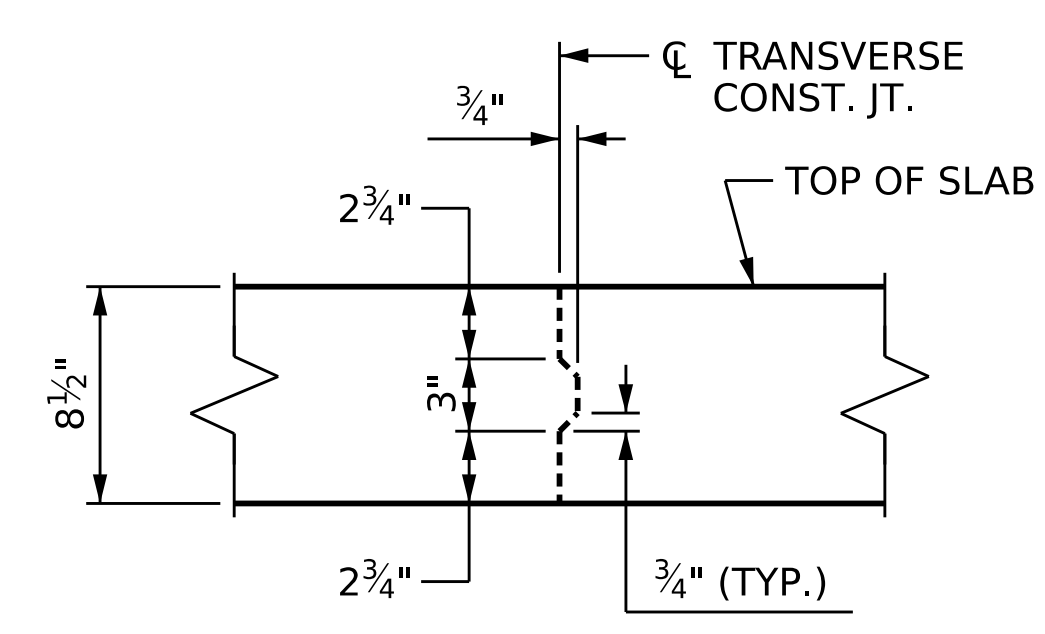 ℄ TRANSVERSE
CONST. JT.
¾"
TOP OF SLAB
2¾"
8½"
3"
2¾"
¾" (TYP.)